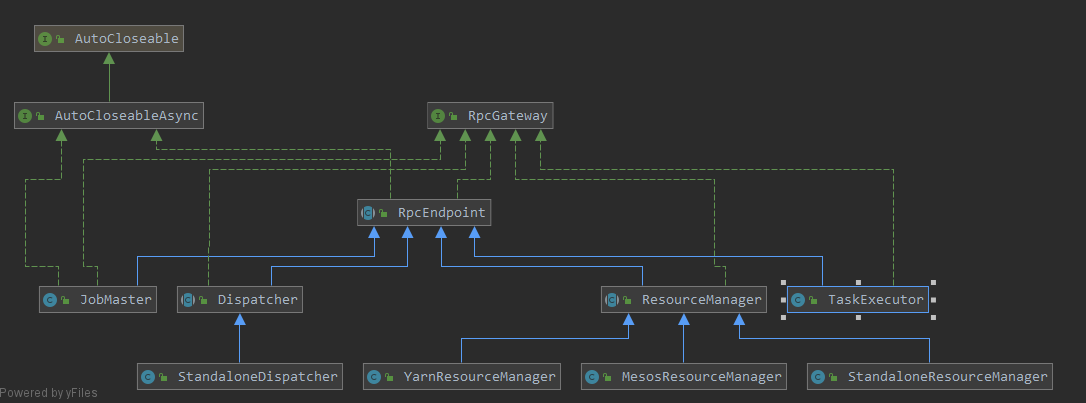 AutoCloseable
AutoCloseableAsync
RpcGateway
RpcEndpoint
JobMaster
Dispatcher
ResourceManager
TaskExecutor
StandaloneDispatcher
YarnResourceManager
MesosResourceManager
StandaloneResourceManager
Powered by yFiles